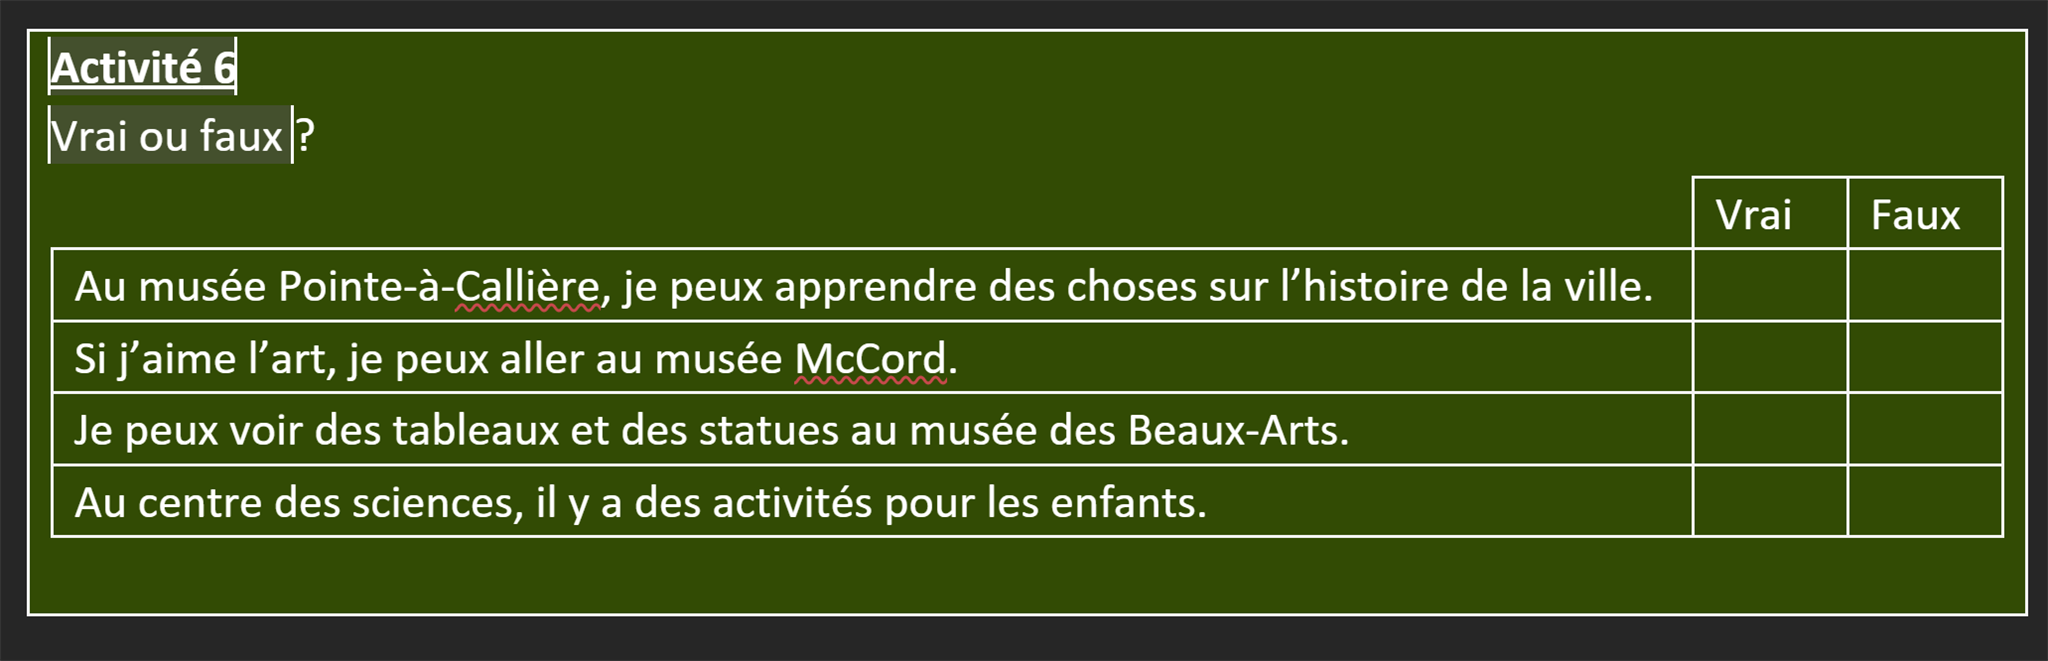 Activité 6
Vrai ou faux ?
Vrai Faux
Au musée Pointe-à-Callière, je peux apprendre des choses sur l’histoire de la ville.
Si j’aime l’art, je peux aller au musée McCord.
Je peux voir des tableaux et des statues au musée des Beaux-Arts.
Au centre des sciences, il y a des activités pour les enfants.